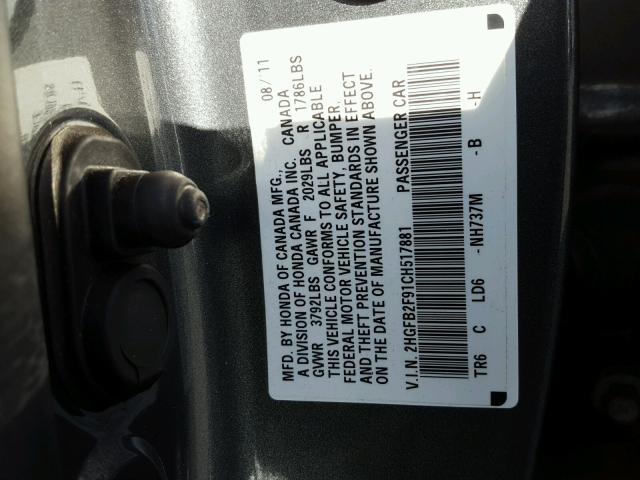 MFD. BY HONDA OF CANADA MFG., 08/11
A DIVISION OF HONDA CANADA INC. CANADA
GVWR 3792LBS GAWR F 2029LBS R 1786LBS
THIS VEHICLE CONFORMS TO ALL APPLICABLE
FEDERAL MOTOR VEHICLE SAFETY, BUMPER,
AND THEFT PREVENTION STANDARDS IN EFFECT
ON THE DATE OF MANUFACTURE SHOWN ABOVE.
V.I.N. 2HGFB2F91CH517881 PASSENGER CAR
TR6 C LD6 -NH737M -B -H